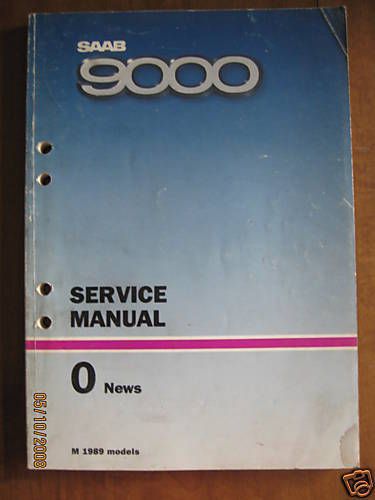 SAAB
9000
SERVICE
MANUAL
0 News
M 1989 models
05/10/2008